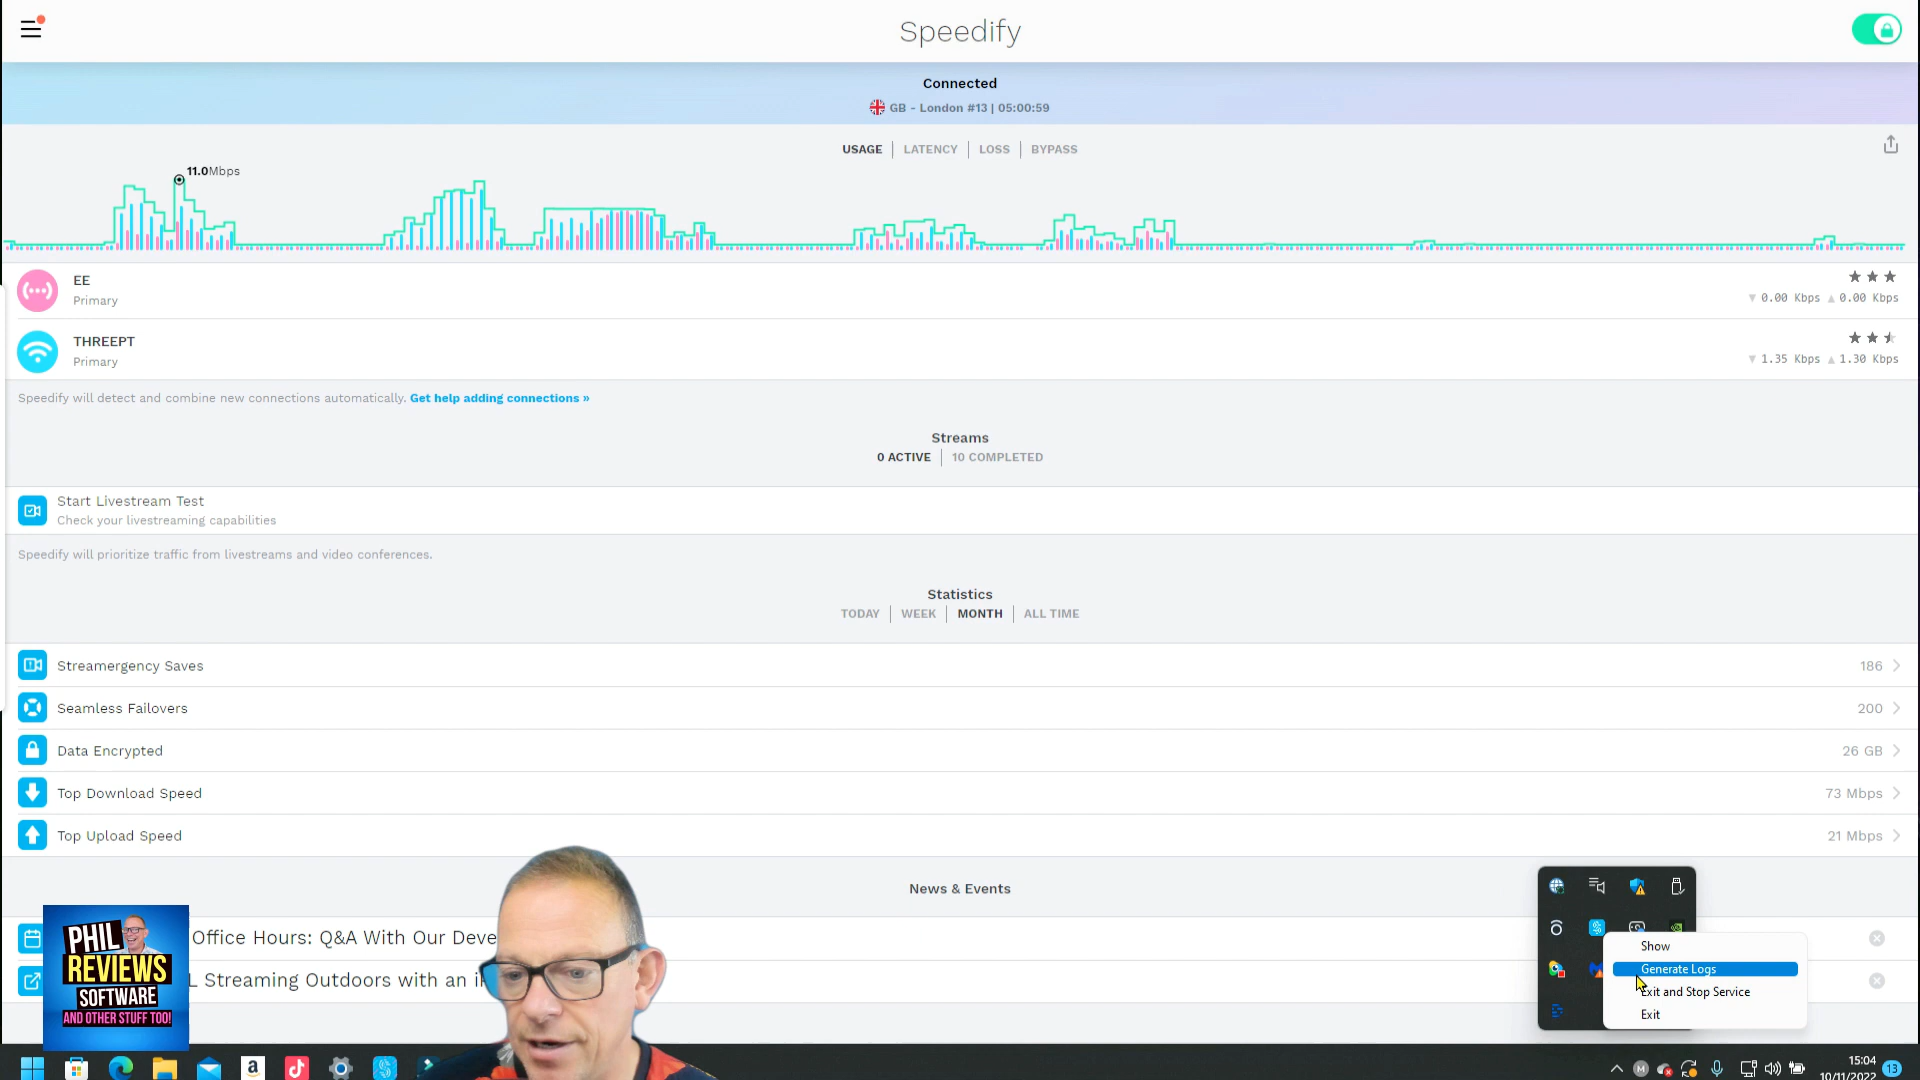 Speedify
Connected
GB - London #13 | 05:00:59
USAGE | LATENCY | LOSS | BYPASS
11.0Mbps
EE
Primary
0.00 Kbps 0.00 Kbps
THREEPT
Primary
1.35 Kbps 1.30 Kbps
Speedify will detect and combine new connections automatically. Get help adding connections »
Streams
0 ACTIVE | 10 COMPLETED
Start Livestream Test
Check your livestreaming capabilities
Speedify will prioritize traffic from livestreams and video conferences.
Statistics
TODAY | WEEK | MONTH | ALL TIME
Streamergency Saves 186
Seamless Failovers 200
Data Encrypted 26 GB
Top Download Speed 73 Mbps
Top Upload Speed 21 Mbps
News & Events
Office Hours: Q&A With Our Deve
L Streaming Outdoors with an i
PHIL
REVIEWS
SOFTWARE
AND OTHER STUFF TOO!
Show
Generate Logs
Exit and Stop Service
Exit
a
M
15:04
10/11/2022
13